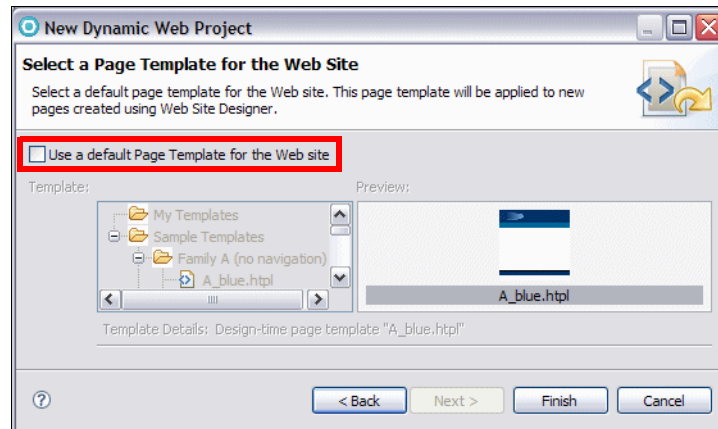 New Dynamic Web Project
Select a Page Template for the Web Site
Select a default page template for the Web site. This page template will be applied to new
pages created using Web Site Designer.
Use a default Page Template for the Web site
Template:
Preview:
My Templates
Sample Templates
Family A (no navigation)
A_blue.htpl
A_blue.htpl
Template Details: Design-time page template "A_blue.htpl"
< Back Next > Finish Cancel